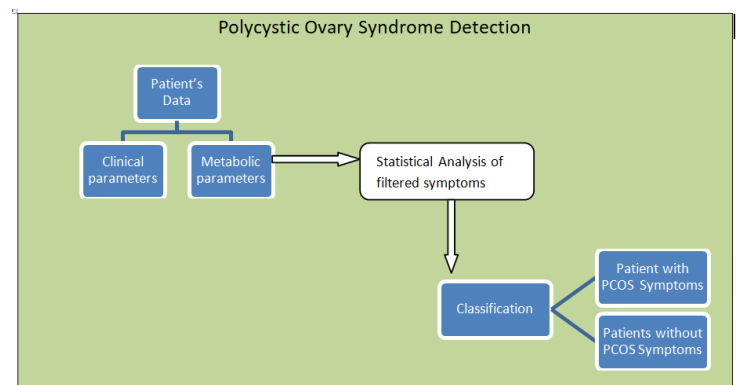 Polycystic Ovary Syndrome Detection
Patient's
Data
Clinical
parameters
Metabolic
parameters
Statistical Analysis of
filtered symptoms
Classification
Patient with
PCOS Symptoms
Patients without
PCOS Symptoms